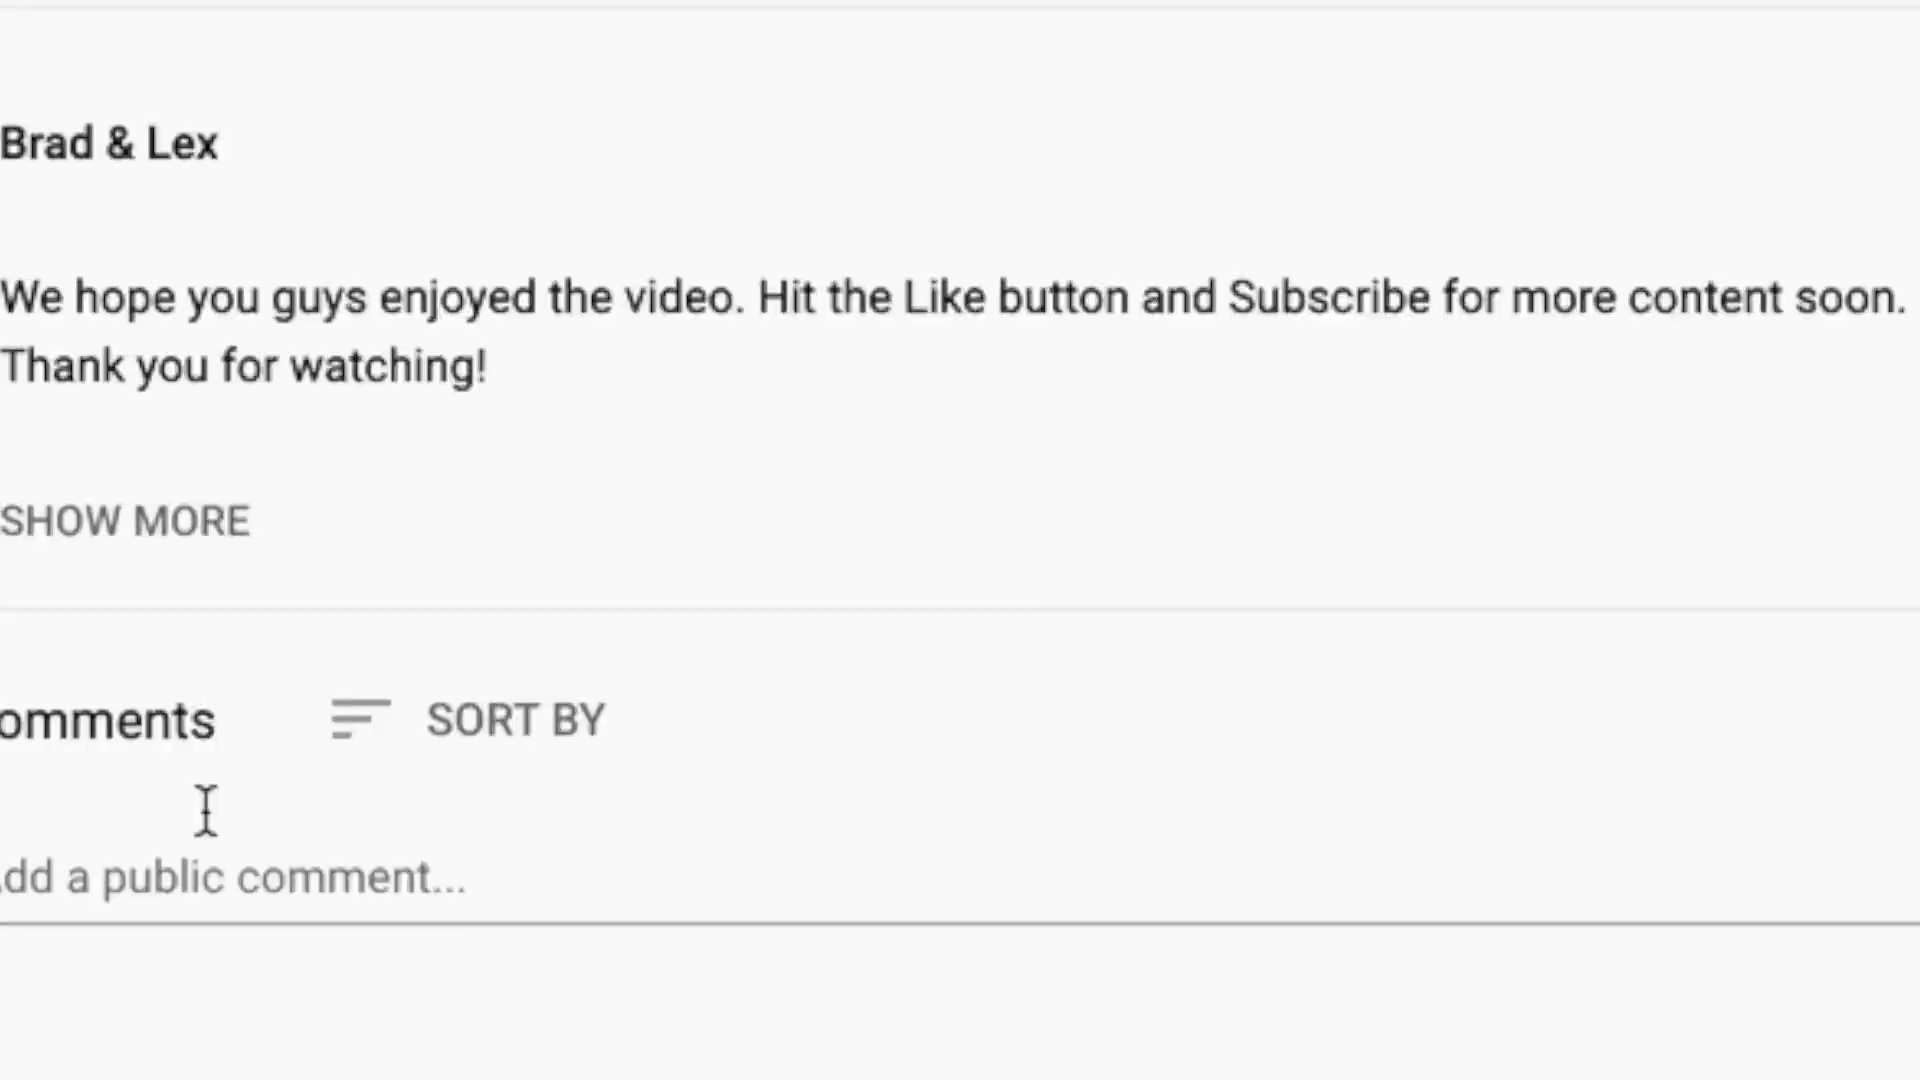 Brad & Lex
We hope you guys enjoyed the video. Hit the Like button and Subscribe for more content soon.
Thank you for watching!
SHOW MORE
omments SORT BY
dd a public comment...